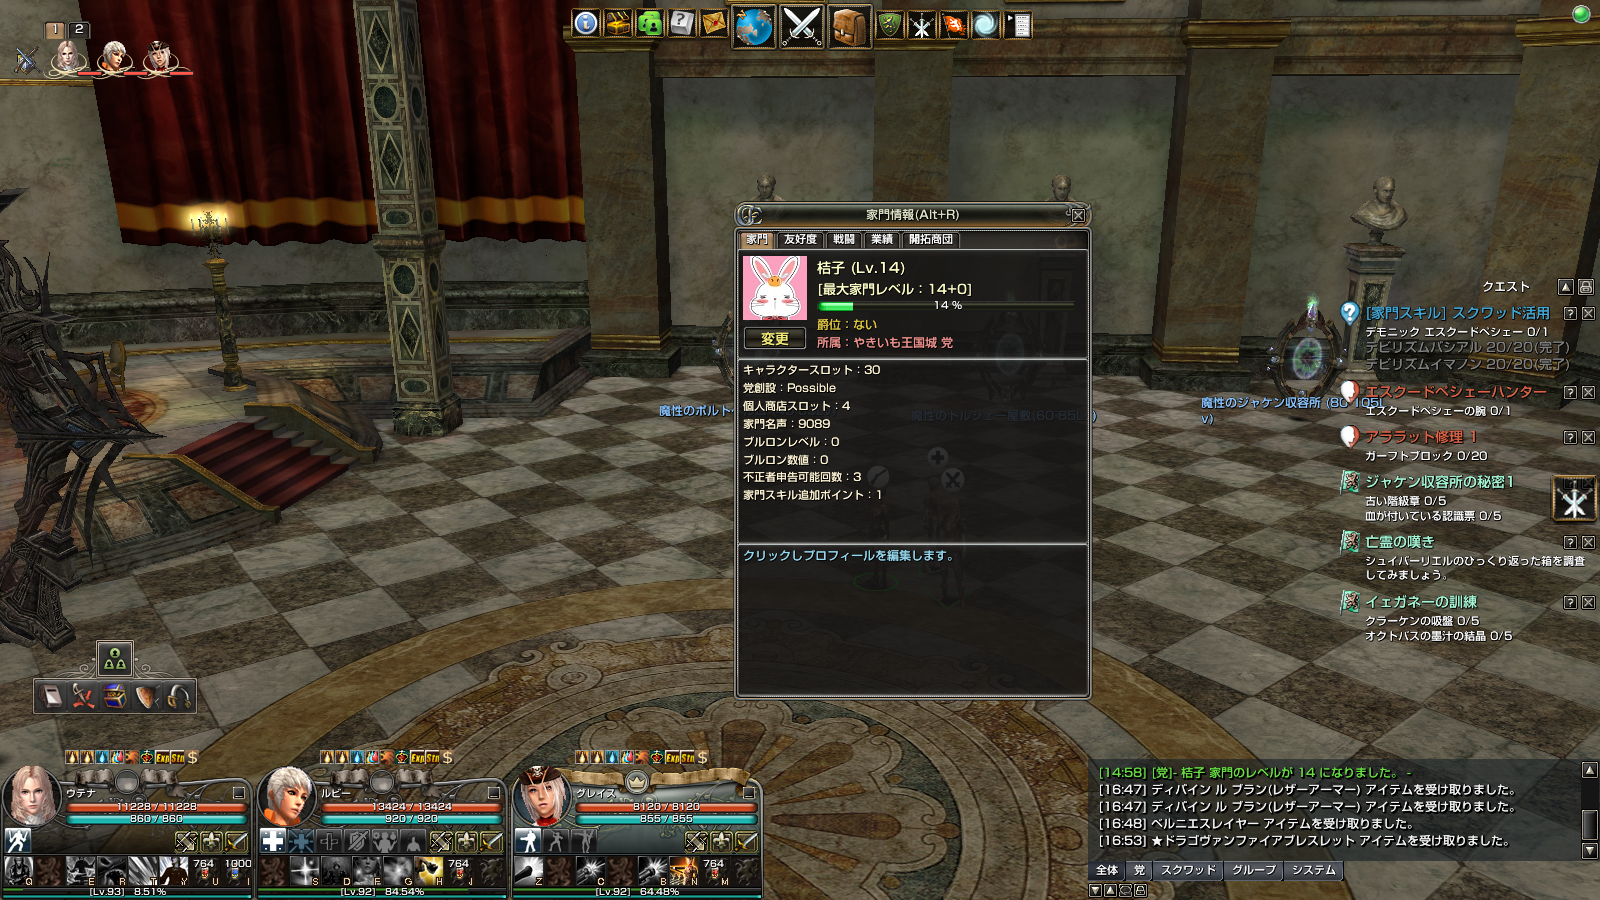 1 2
家門情報(Alt+R)
家門 友好度 戦闘 業績 開拓商団
桔子 (Lv.14)
[最大家門レベル：14+0]
14 %
爵位：ない
変更
所属：やきいも王国城 党
キャラクタースロット：30
党創設：Possible
個人商店スロット：4
家門名声：9089
ブルロンレベル：0
ブルロン数値：0
不正者申告可能回数：3
家門スキル追加ポイント：1
クリックしプロフィールを編集します。
魔性のポルト
魔性のジャケン収容所 (80-105Lv)
クエスト
[家門スキル] スクワッド活用
デモニック エスクードペシェー 0/1
デビリズムバシアル 20/20(完了)
デビリズムイマノン 20/20(完了)
エスクードペシェーハンター
エスクードペシェーの腕 0/1
アララット修理 1
ガーフトブロック 0/20
ジャケン収容所の秘密1
古い階級章 0/5
血が付いている認識票 0/5
亡霊の嘆き
シュイバーリエルのひっくり返った箱を調査
してみましょう。
イェガネーの訓練
クラーケンの吸盤 0/5
オクトパスの墨汁の結晶 0/5
ウテナ
11228 / 11228
860 / 860
764 1000
Q E R T Y U I
[Lv.93] 8.51%
ルビー
13424 / 13424
920 / 920
764
S D F G H J
[Lv.92] 84.54%
グレイス
8120 / 8120
855 / 855
764
Z C B N M
[Lv.92] 64.48%
[14:58] [党]- 桔子 家門のレベルが 14 になりました。 -
[16:47] ディバイン ル ブラン(レザーアーマー) アイテムを受け取りました。
[16:47] ディバイン ル ブラン(レザーアーマー) アイテムを受け取りました。
[16:48] ベルニエスレイヤー アイテムを受け取りました。
[16:53] ★ドラゴヴァンファイアブレスレット アイテムを受け取りました。
全体 党 スクワッド グループ システム